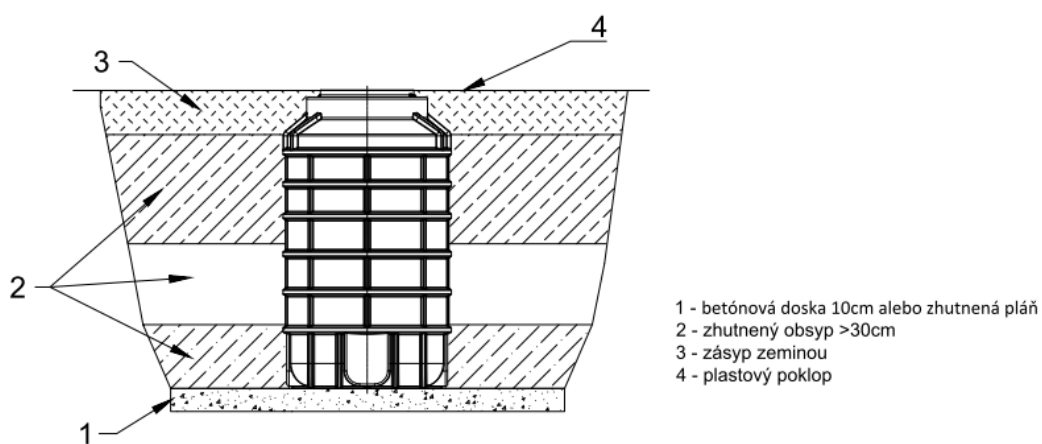 4
3
2
1
1 - betónová doska 10cm alebo zhutnená pláň
2 - zhutnený obsyp >30cm
3 - zásyp zeminou
4 - plastový poklop